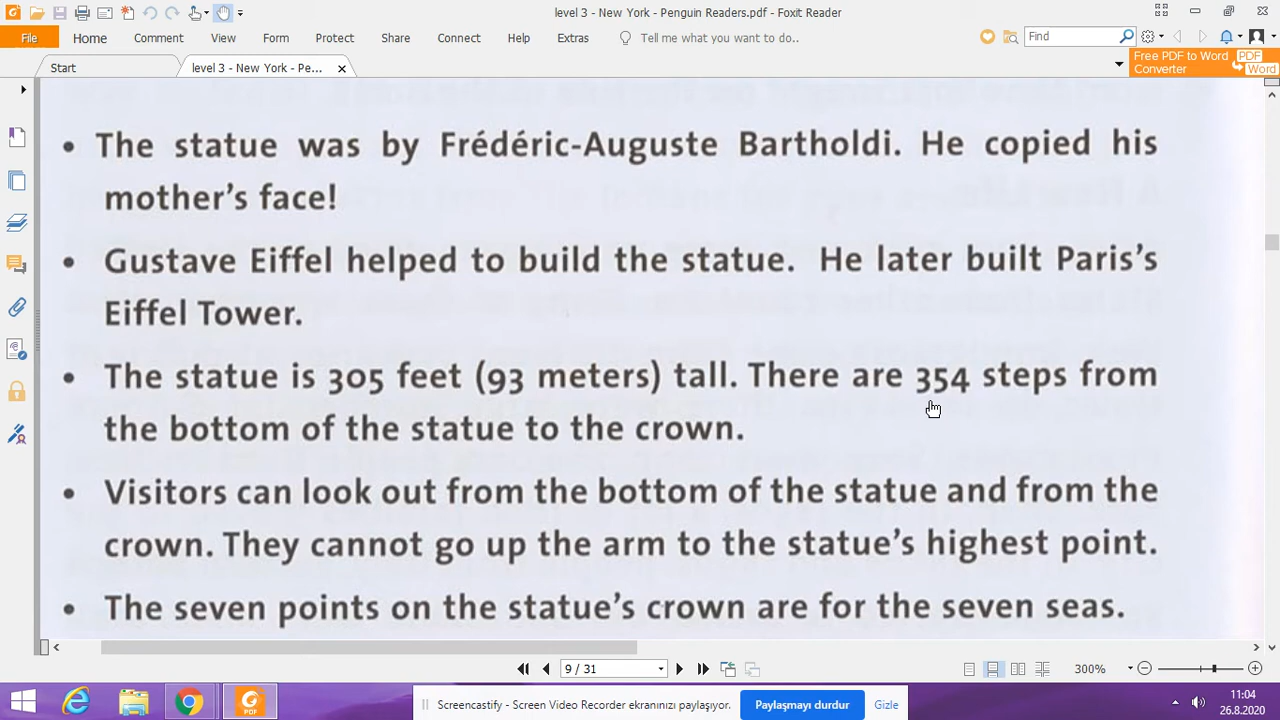 level 3 - New York - Penguin Readers.pdf - Foxit Reader
File Home Comment View Form Protect Share Connect Help Extras Tell me what you want to do.. Find
Start level 3 - New York - Pe...
Free PDF to Word
Converter
PDF
Word
• The statue was by Frédéric-Auguste Bartholdi. He copied his
mother's face!
• Gustave Eiffel helped to build the statue. He later built Paris's
Eiffel Tower.
• The statue is 305 feet (93 meters) tall. There are 354 steps from
the bottom of the statue to the crown.
• Visitors can look out from the bottom of the statue and from the
crown. They cannot go up the arm to the statue's highest point.
• The seven points on the statue's crown are for the seven seas.
9 / 31
300%
PDF
Screencastify - Screen Video Recorder ekranınızı paylaşıyor. Paylaşmayı durdur Gizle
11:04
26.8.2020